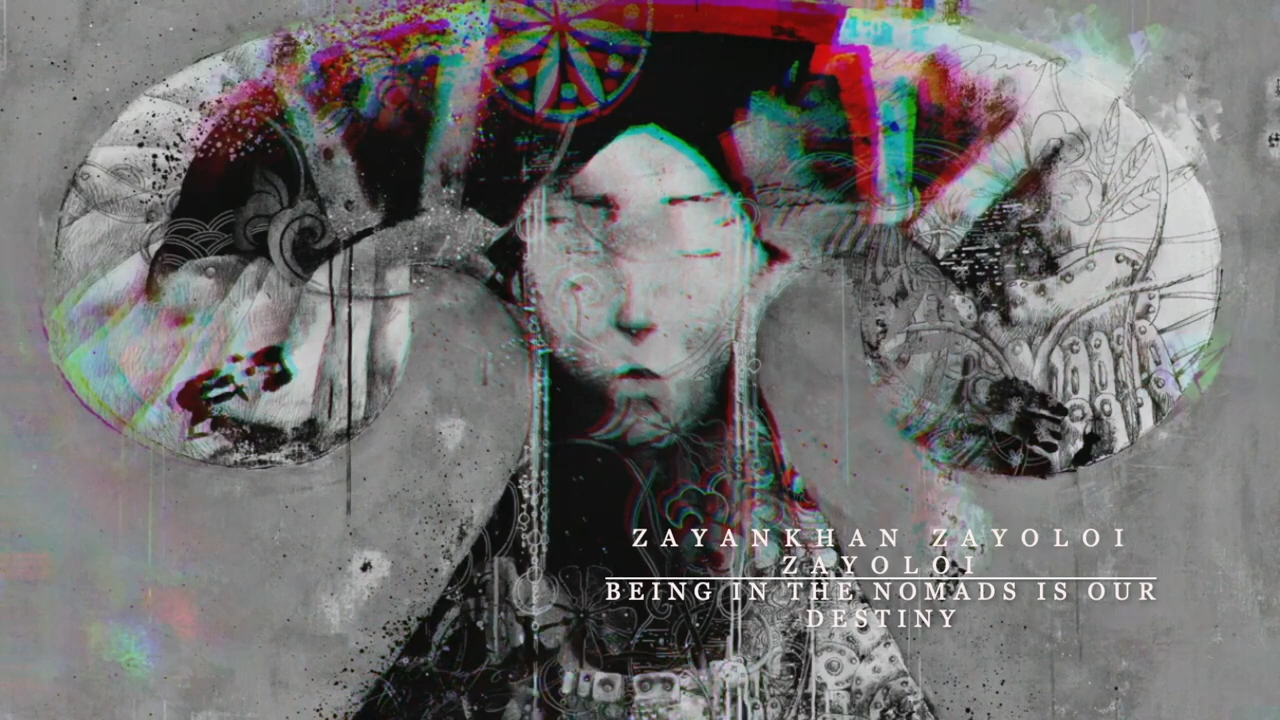 ZAYANKHAN ZAYOLOI
ZAYOLOI
BEING IN THE NOMADS IS OUR
DESTINY